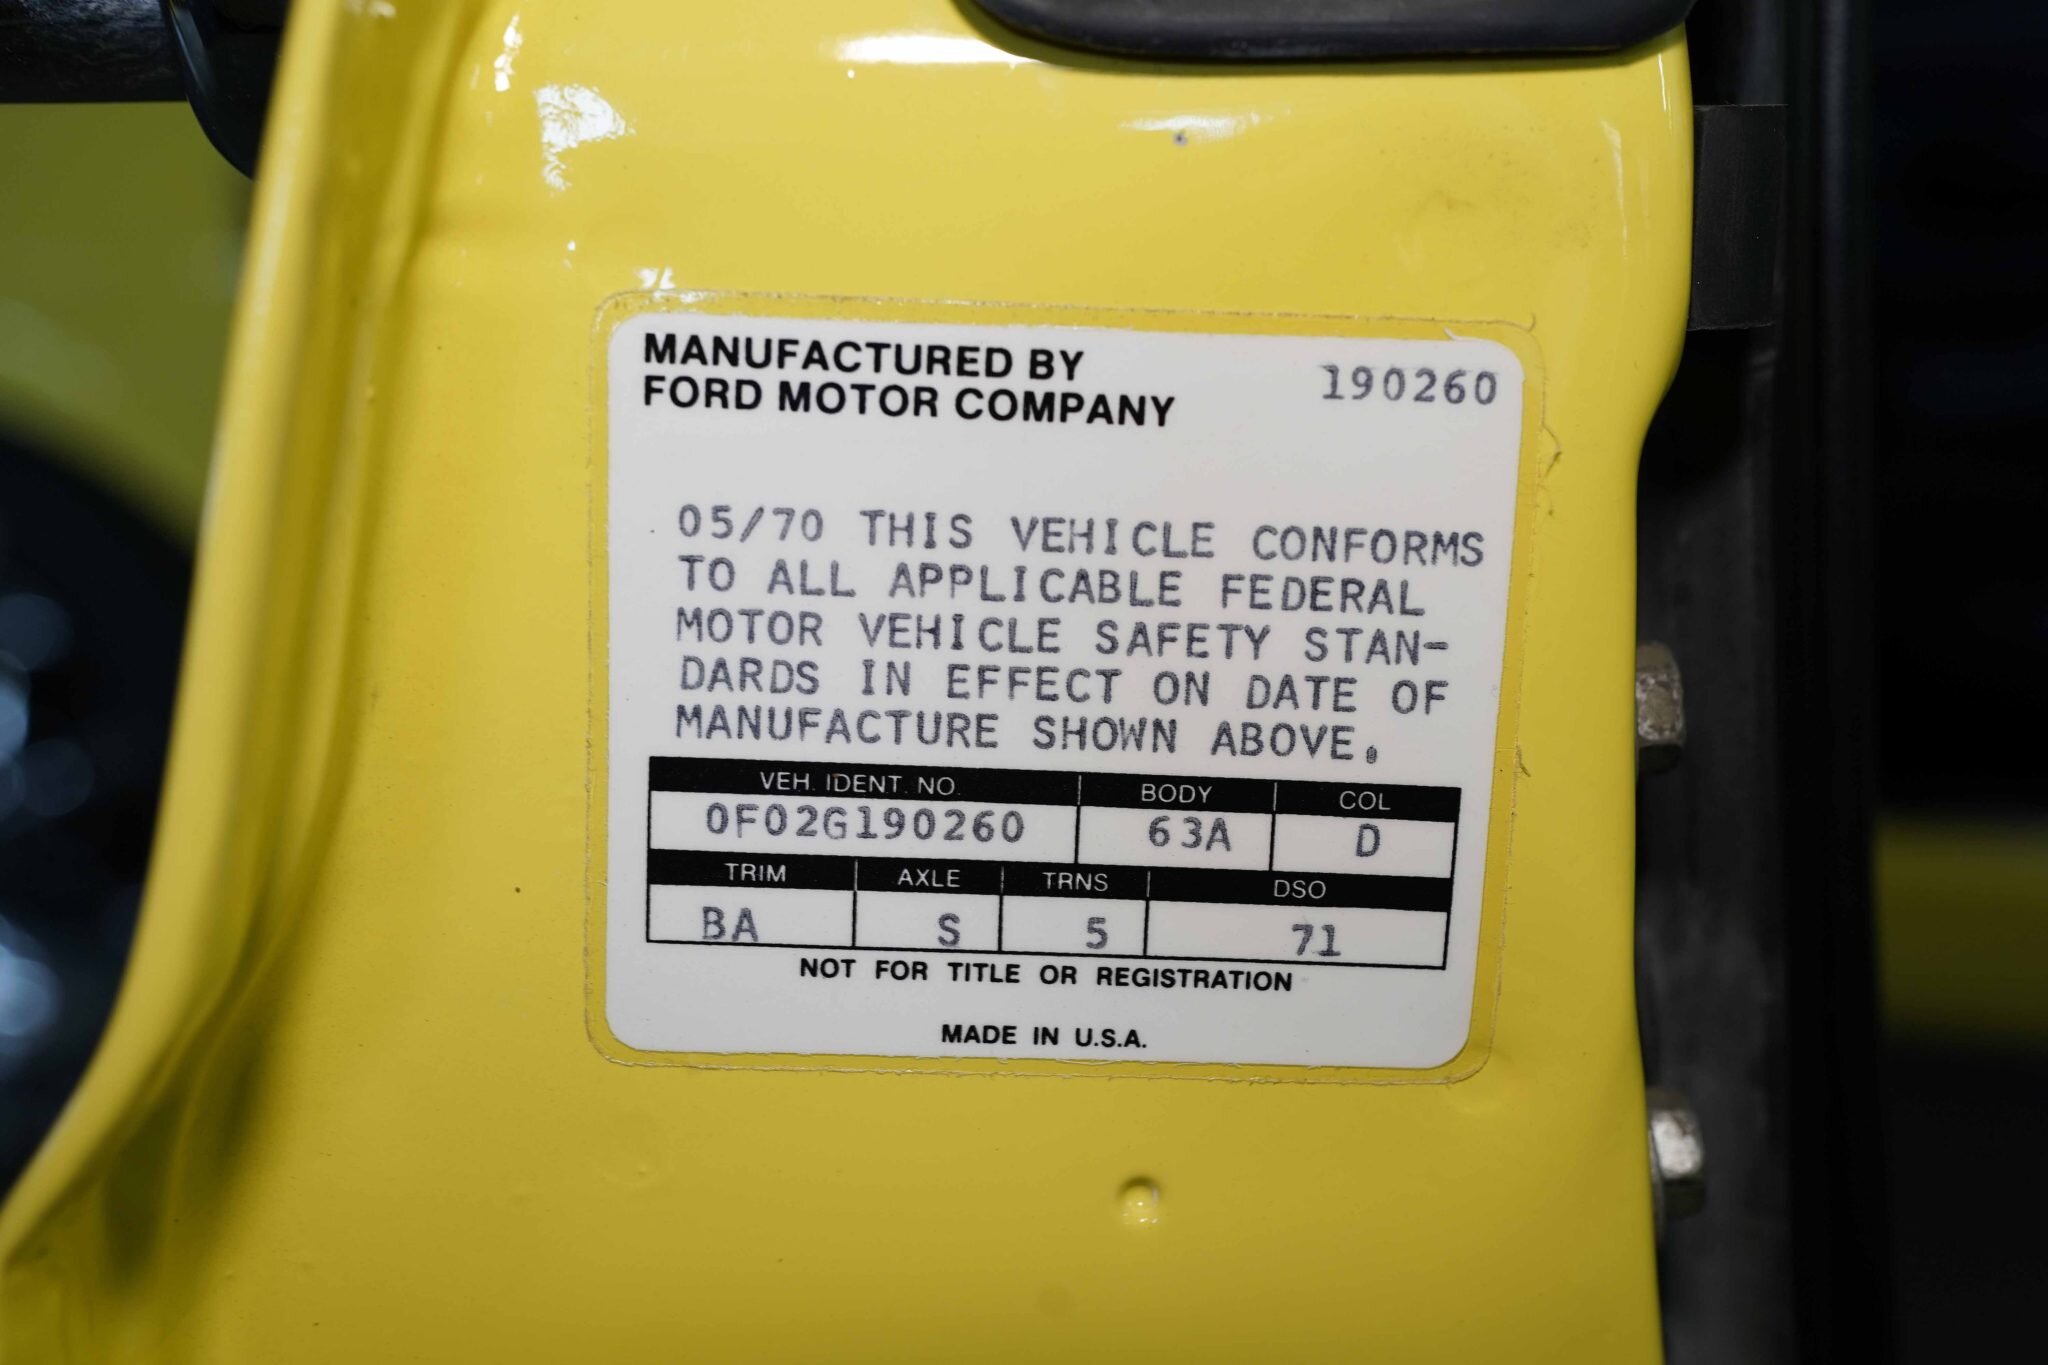 MANUFACTURED BY
FORD MOTOR COMPANY
190260
05/70 THIS VEHICLE CONFORMS
TO ALL APPLICABLE FEDERAL
MOTOR VEHICLE SAFETY STAN-
DARDS IN EFFECT ON DATE OF
MANUFACTURE SHOWN ABOVE.
VEH. IDENT. NO. BODY COL
0F02G190260 63A D
TRIM AXLE TRNS DSO
BA S 5 71
NOT FOR TITLE OR REGISTRATION
MADE IN U.S.A.